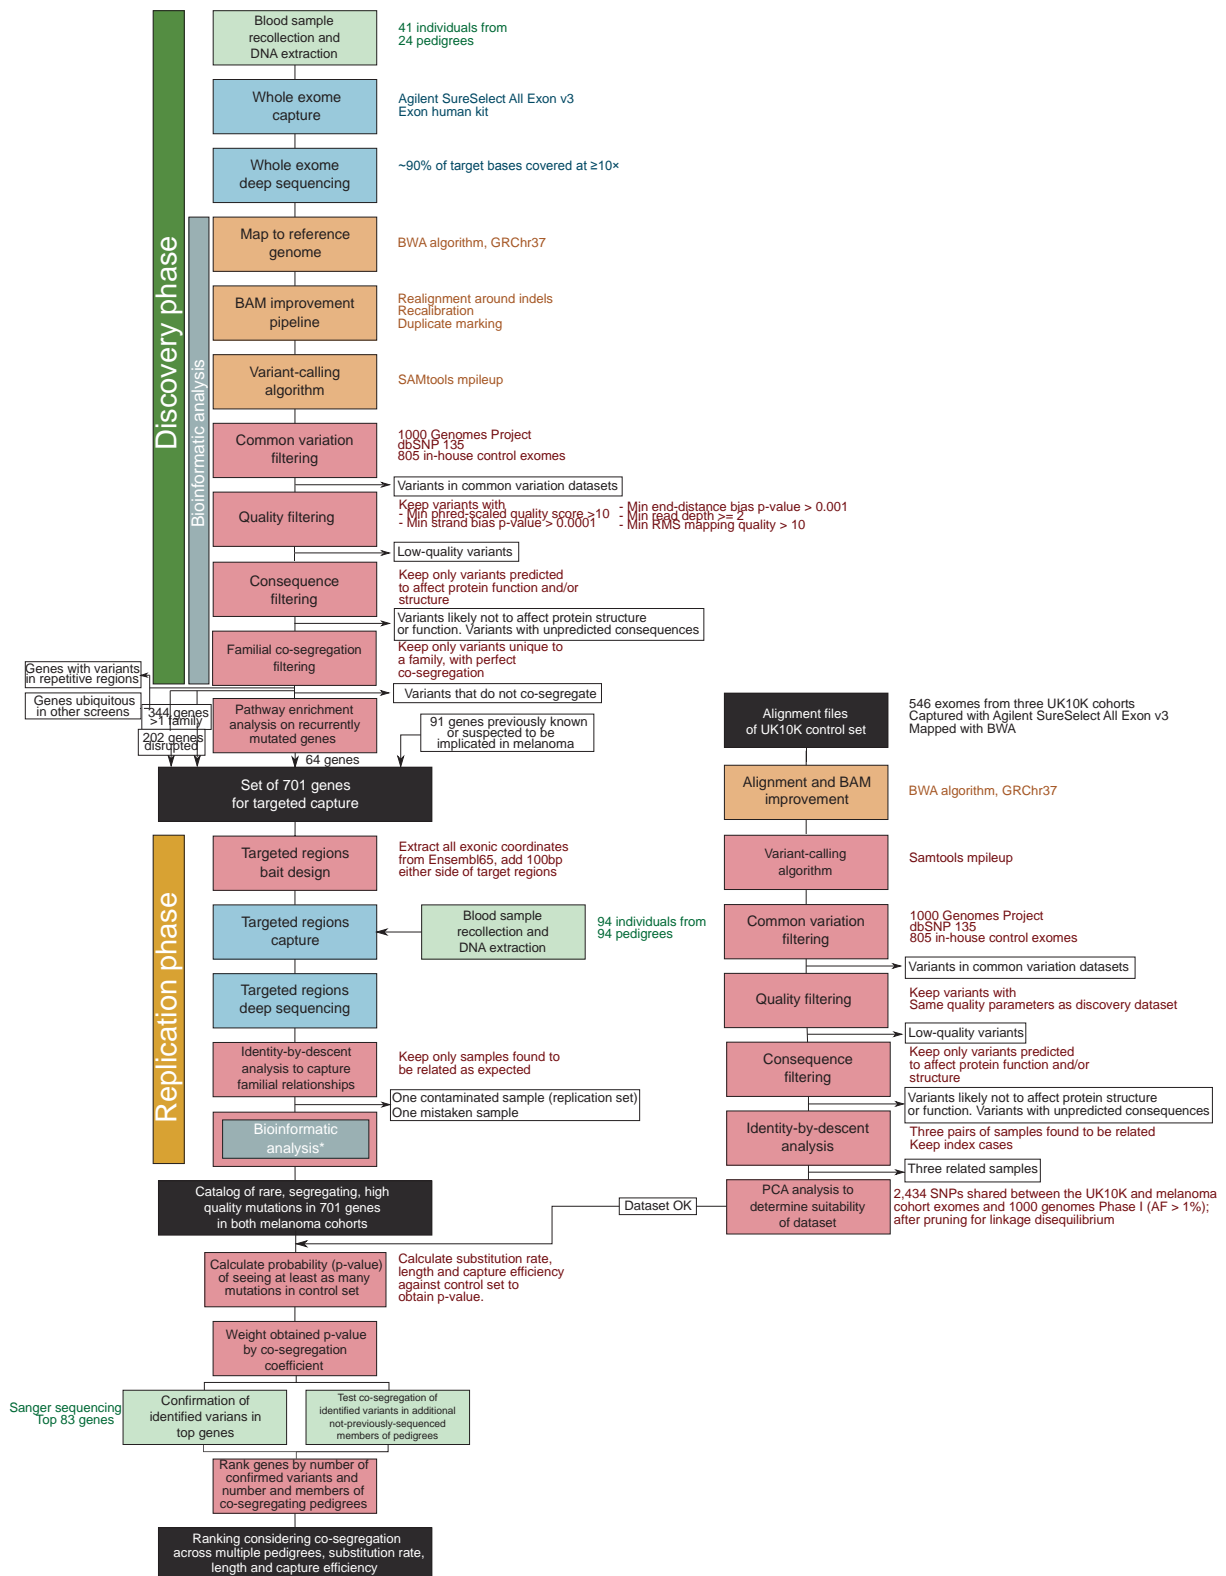 Discovery phase
Bioinformatic analysis
Blood sample
recollection and
DNA extraction
41 individuals from
24 pedigrees
Whole exome
capture
Agilent SureSelect All Exon v3
Exon human kit
Whole exome
deep sequencing
~90% of target bases covered at ≥10×
Map to reference
genome
BWA algorithm, GRChr37
BAM improvement
pipeline
Realignment around indels
Recalibration
Duplicate marking
Variant-calling
algorithm
SAMtools mpileup
Common variation
filtering
1000 Genomes Project
dbSNP 135
805 in-house control exomes
Variants in common variation datasets
Quality filtering
Keep variants with
- Min phred-scaled quality score >10
- Min strand bias p-value > 0.0001
- Min end-distance bias p-value > 0.001
- Min read depth >= 2
- Min RMS mapping quality > 10
Low-quality variants
Consequence
filtering
Keep only variants predicted
to affect protein function and/or
structure
Variants likely not to affect protein structure
or function. Variants with unpredicted consequences
Familial co-segregation
filtering
Keep only variants unique to
a family, with perfect
co-segregation
Genes with variants
in repetitive regions
Variants that do not co-segregate
Genes ubiquitous
in other screens
344 genes
>1 family
202 genes
disrupted
Pathway enrichment
analysis on recurrently
mutated genes
91 genes previously known
or suspected to be
implicated in melanoma
64 genes
Set of 701 genes
for targeted capture
Replication phase
Targeted regions
bait design
Extract all exonic coordinates
from Ensembl65, add 100bp
either side of target regions
Targeted regions
capture
Blood sample
recollection and
DNA extraction
94 individuals from
94 pedigrees
Targeted regions
deep sequencing
Identity-by-descent
analysis to capture
familial relationships
Keep only samples found to
be related as expected
One contaminated sample (replication set)
One mistaken sample
Bioinformatic
analysis*
Catalog of rare, segregating, high
quality mutations in 701 genes
in both melanoma cohorts
Alignment files
of UK10K control set
546 exomes from three UK10K cohorts
Captured with Agilent SureSelect All Exon v3
Mapped with BWA
Alignment and BAM
improvement
BWA algorithm, GRChr37
Variant-calling
algorithm
Samtools mpileup
Common variation
filtering
1000 Genomes Project
dbSNP 135
805 in-house control exomes
Variants in common variation datasets
Quality filtering
Keep variants with
Same quality parameters as discovery dataset
Low-quality variants
Consequence
filtering
Keep only variants predicted
to affect protein function and/or
structure
Variants likely not to affect protein structure
or function. Variants with unpredicted consequences
Identity-by-descent
analysis
Three pairs of samples found to be related
Keep index cases
Three related samples
PCA analysis to
determine suitability
of dataset
2,434 SNPs shared between the UK10K and melanoma
cohort exomes and 1000 genomes Phase I (AF > 1%);
after pruning for linkage disequilibrium
Dataset OK
Calculate probability (p-value)
of seeing at least as many
mutations in control set
Calculate substitution rate,
length and capture efficiency
against control set to
obtain p-value.
Weight obtained p-value
by co-segregation
coefficient
Sanger sequencing
Top 83 genes
Confirmation of
identified varians in
top genes
Test co-segregation of
identified variants in additional
not-previously-sequenced
members of pedigrees
Rank genes by number of
confirmed variants and
number and members of
co-segregating pedigrees
Ranking considering co-segregation
across multiple pedigrees, substitution rate,
length and capture efficiency